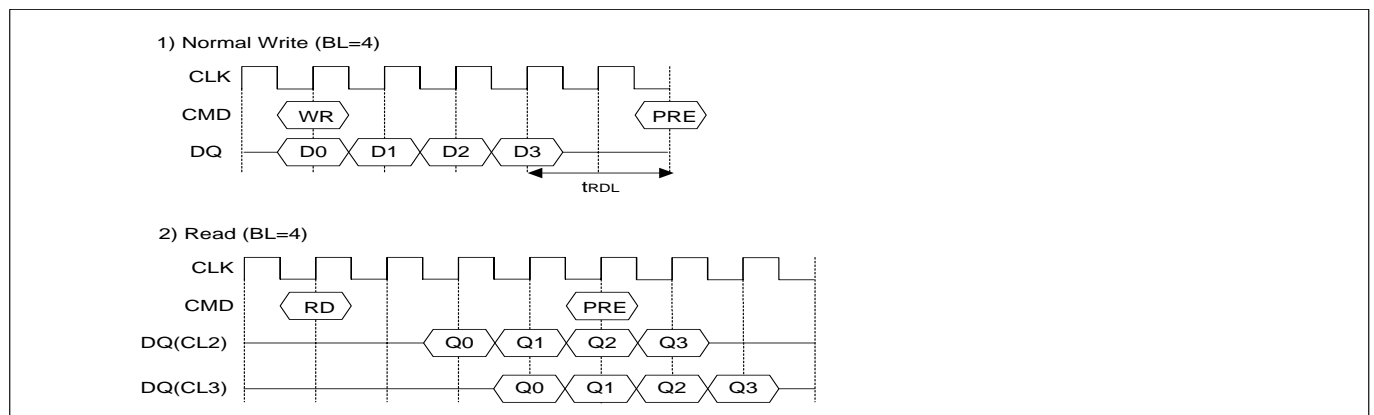 1) Normal Write (BL=4)
CLK
CMD WR PRE
DQ D0 D1 D2 D3
tRDL
2) Read (BL=4)
CLK
CMD RD PRE
DQ(CL2) Q0 Q1 Q2 Q3
DQ(CL3) Q0 Q1 Q2 Q3